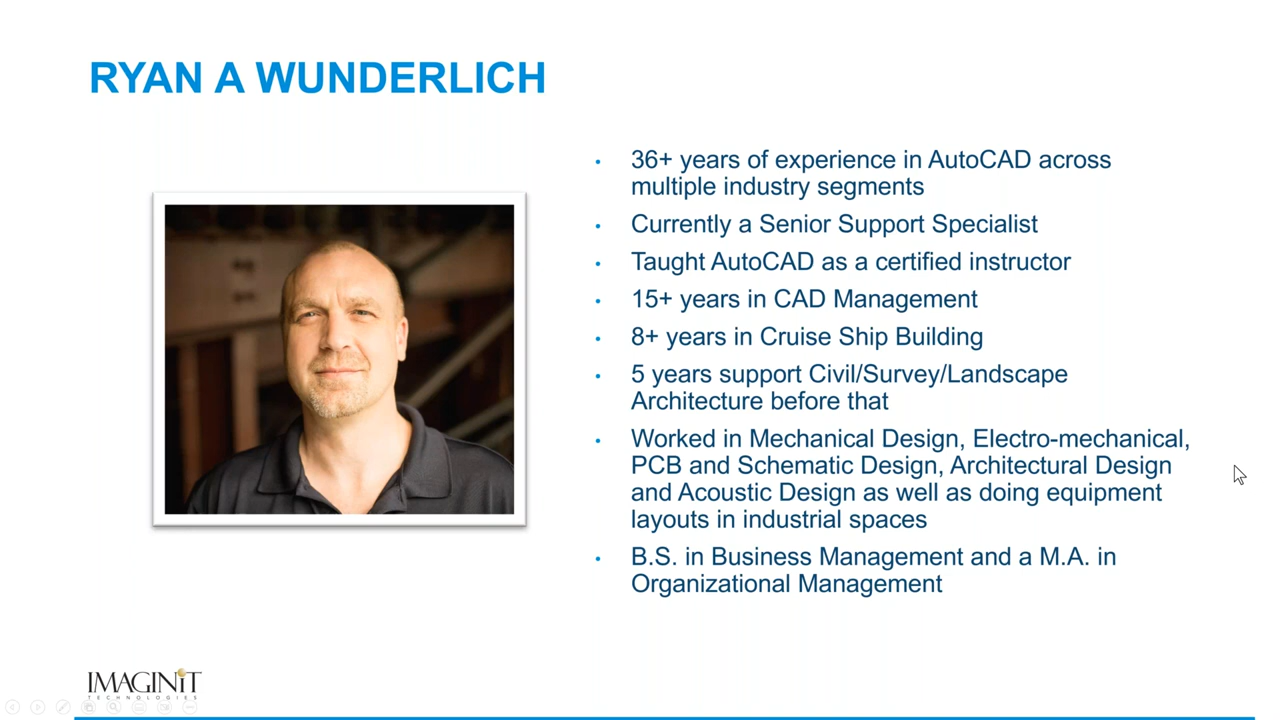 RYAN A WUNDERLICH
• 36+ years of experience in AutoCAD across
multiple industry segments
• Currently a Senior Support Specialist
• Taught AutoCAD as a certified instructor
• 15+ years in CAD Management
• 8+ years in Cruise Ship Building
• 5 years support Civil/Survey/Landscape
Architecture before that
• Worked in Mechanical Design, Electro-mechanical,
PCB and Schematic Design, Architectural Design
and Acoustic Design as well as doing equipment
layouts in industrial spaces
• B.S. in Business Management and a M.A. in
Organizational Management
IMAGINiT
TECHNOLOGIES